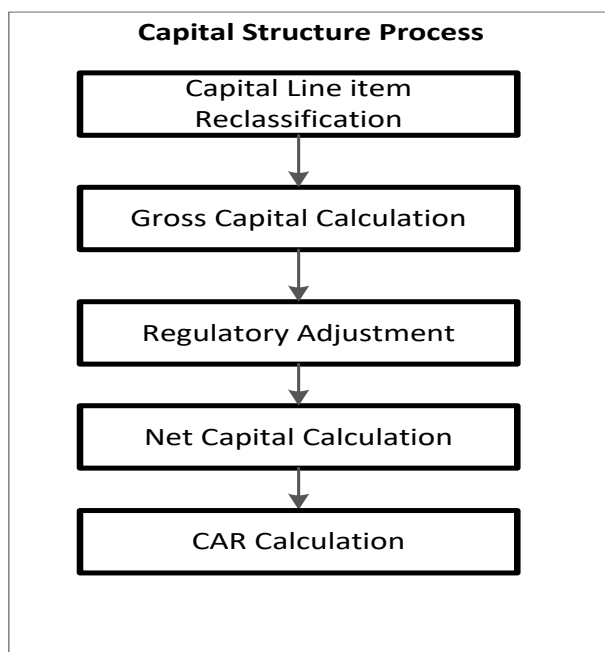 Capital Structure Process
Capital Line item
Reclassification
Gross Capital Calculation
Regulatory Adjustment
Net Capital Calculation
CAR Calculation